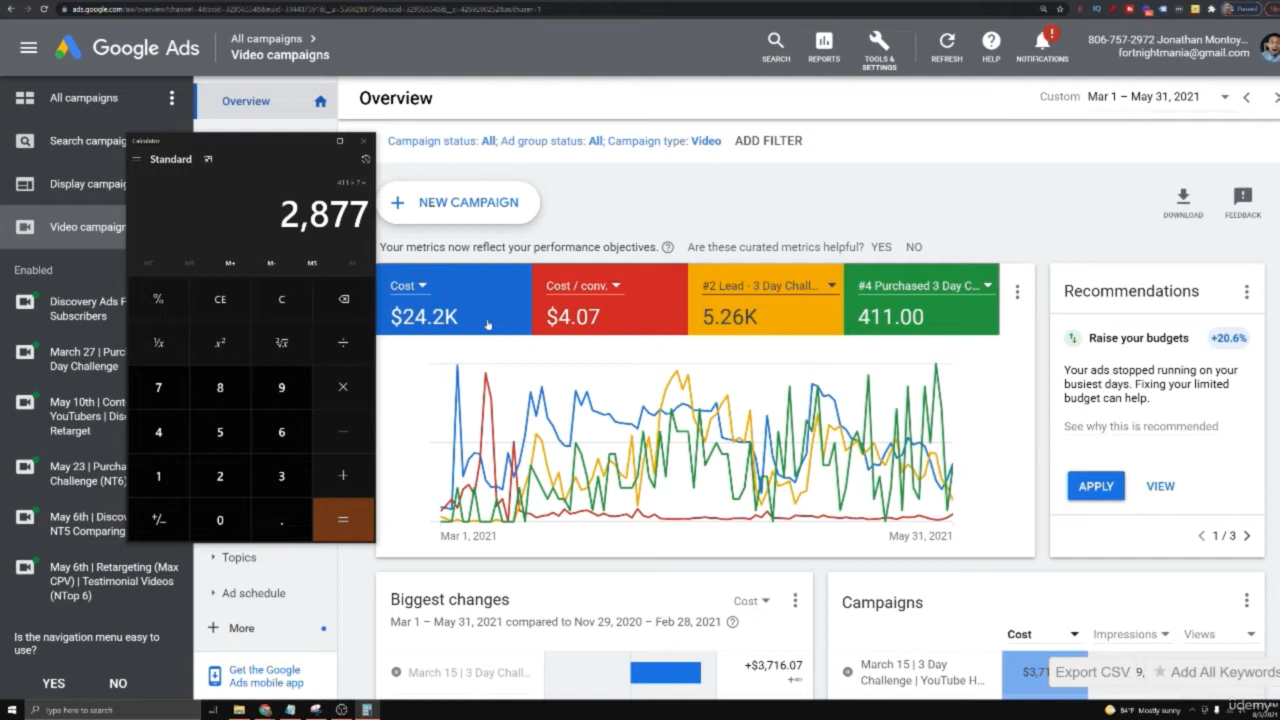 Google Ads
All campaigns >
Video campaigns
SEARCH
REPORTS
TOOLS & SETTINGS
REFRESH
HELP
NOTIFICATIONS
806-757-2972 Jonathan Montoy...
fortnightmania@gmail.com
Paused
All campaigns
Search campaig
Display campaig
Video campaign
Enabled
Discovery Ads F
Subscribers
March 27 | Purc
Day Challenge
May 10th | Cont
YouTubers | Dis
Retarget
May 23 | Purcha
Challenge (NT6)
May 6th | Discov
NT5 Comparing
May 6th | Retargeting (Max
CPV) | Testimonial Videos
(NTop 6)
Is the navigation menu easy to
use?
YES NO
Overview
Topics
Ad schedule
More
Get the Google
Ads mobile app
Calculator
Standard
411 × 7 =
2,877
M+ M- MS
% CE C
7 8 9 ×
4 5 6
1 2 3 +
+/- 0 . =
Overview
Custom Mar 1 – May 31, 2021
Campaign status: All; Ad group status: All; Campaign type: Video ADD FILTER
+ NEW CAMPAIGN
DOWNLOAD
FEEDBACK
Your metrics now reflect your performance objectives. Are these curated metrics helpful? YES NO
Cost
$24.2K
Cost / conv.
$4.07
#2 Lead - 3 Day Chall...
5.26K
#4 Purchased 3 Day C...
411.00
Mar 1, 2021
May 31, 2021
Recommendations
Raise your budgets +20.6%
Your ads stopped running on your
busiest days. Fixing your limited
budget can help.
See why this is recommended
APPLY VIEW
1 / 3
Biggest changes
Cost
Mar 1 – May 31, 2021 compared to Nov 29, 2020 – Feb 28, 2021
March 15 | 3 Day Chall...
+$3,716.07
Campaigns
Cost Impressions Views
March 15 | 3 Day
Challenge | YouTube H...
$3,71
Export CSV
Add All Keywords
Type here to search
84°F Mostly sunny
udemy